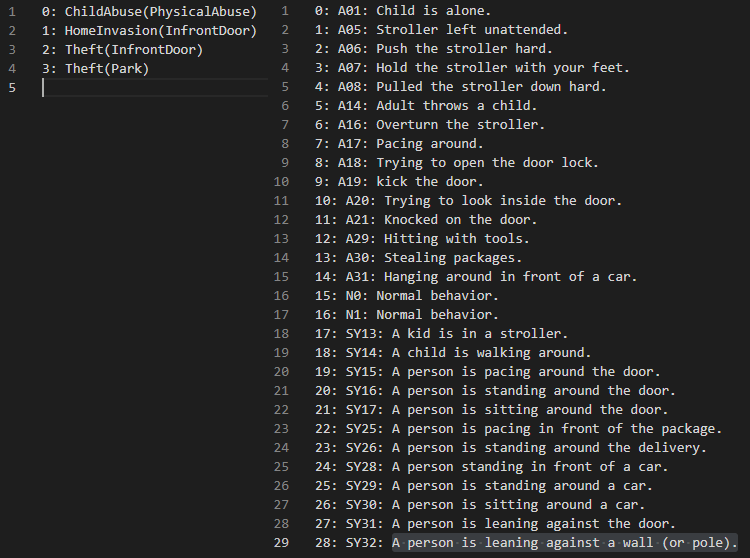 1 0: ChildAbuse(PhysicalAbuse)
2 1: HomeInvasion(InfrontDoor)
3 2: Theft(InfrontDoor)
4 3: Theft(Park)
5
1 0: A01: Child is alone.
2 1: A05: Stroller left unattended.
3 2: A06: Push the stroller hard.
4 3: A07: Hold the stroller with your feet.
5 4: A08: Pulled the stroller down hard.
6 5: A14: Adult throws a child.
7 6: A16: Overturn the stroller.
8 7: A17: Pacing around.
9 8: A18: Trying to open the door lock.
10 9: A19: kick the door.
11 10: A20: Trying to look inside the door.
12 11: A21: Knocked on the door.
13 12: A29: Hitting with tools.
14 13: A30: Stealing packages.
15 14: A31: Hanging around in front of a car.
16 15: N0: Normal behavior.
17 16: N1: Normal behavior.
18 17: SY13: A kid is in a stroller.
19 18: SY14: A child is walking around.
20 19: SY15: A person is pacing around the door.
21 20: SY16: A person is standing around the door.
22 21: SY17: A person is sitting around the door.
23 22: SY25: A person is pacing in front of the package.
24 23: SY26: A person is standing around the delivery.
25 24: SY28: A person standing in front of a car.
26 25: SY29: A person is standing around a car.
27 26: SY30: A person is sitting around a car.
28 27: SY31: A person is leaning against the door.
29 28: SY32: A person is leaning against a wall (or pole).